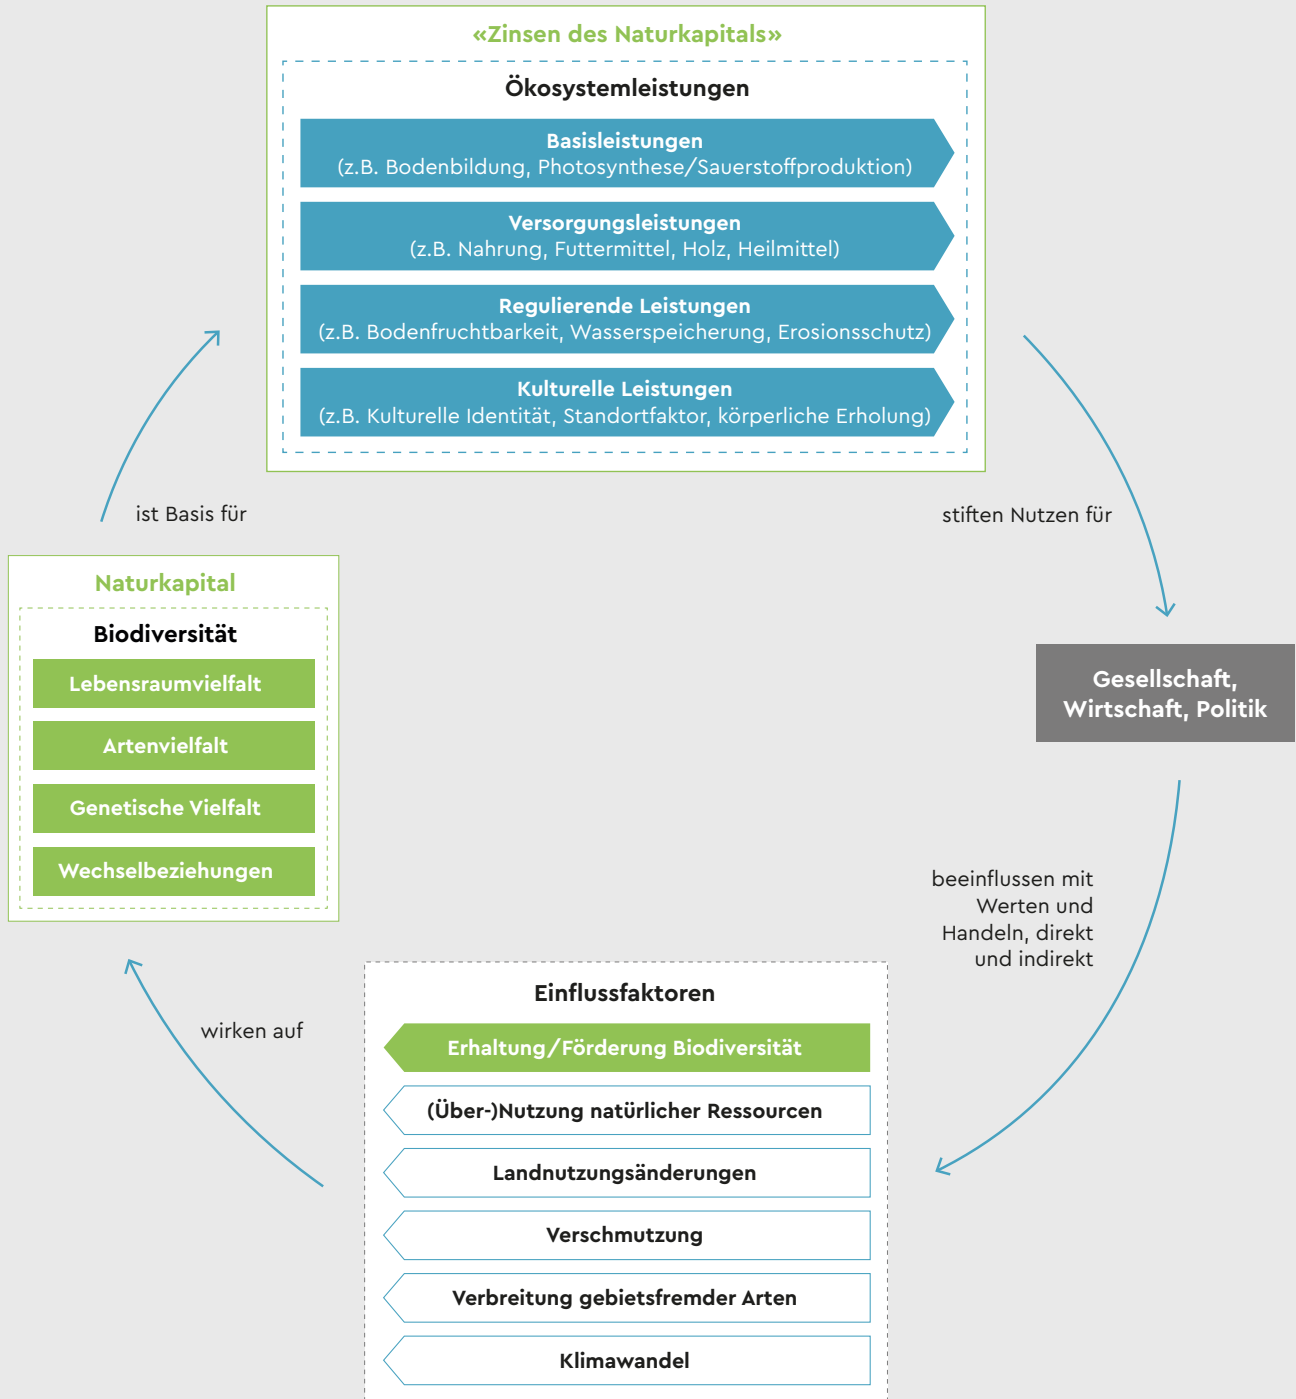 «Zinsen des Naturkapitals»
Ökosystemleistungen
Basisleistungen
(z.B. Bodenbildung, Photosynthese/Sauerstoffproduktion)
Versorgungsleistungen
(z.B. Nahrung, Futtermittel, Holz, Heilmittel)
Regulierende Leistungen
(z.B. Bodenfruchtbarkeit, Wasserspeicherung, Erosionsschutz)
Kulturelle Leistungen
(z.B. Kulturelle Identität, Standortfaktor, körperliche Erholung)
ist Basis für
stiften Nutzen für
Naturkapital
Biodiversität
Lebensraumvielfalt
Artenvielfalt
Genetische Vielfalt
Wechselbeziehungen
Gesellschaft,
Wirtschaft, Politik
beeinflussen mit
Werten und
Handeln, direkt
und indirekt
wirken auf
Einflussfaktoren
Erhaltung/Förderung Biodiversität
(Über-)Nutzung natürlicher Ressourcen
Landnutzungsänderungen
Verschmutzung
Verbreitung gebietsfremder Arten
Klimawandel